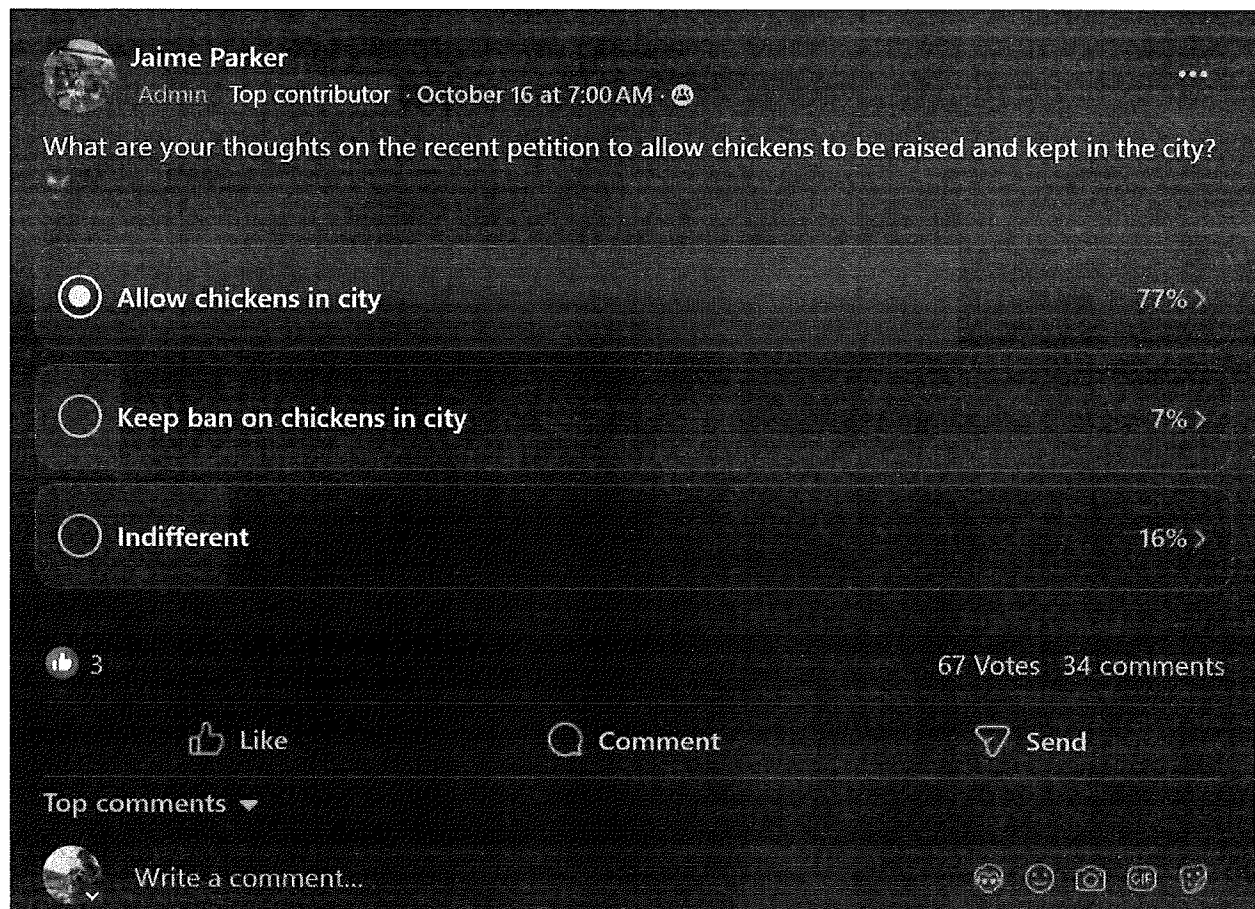 Jaime Parker
Admin Top contributor · October 16 at 7:00 AM ·
What are your thoughts on the recent petition to allow chickens to be raised and kept in the city?
Allow chickens in city 77%
Keep ban on chickens in city 7%
Indifferent 16%
3 67 Votes 34 comments
Like Comment Send
Top comments
Write a comment... GIF